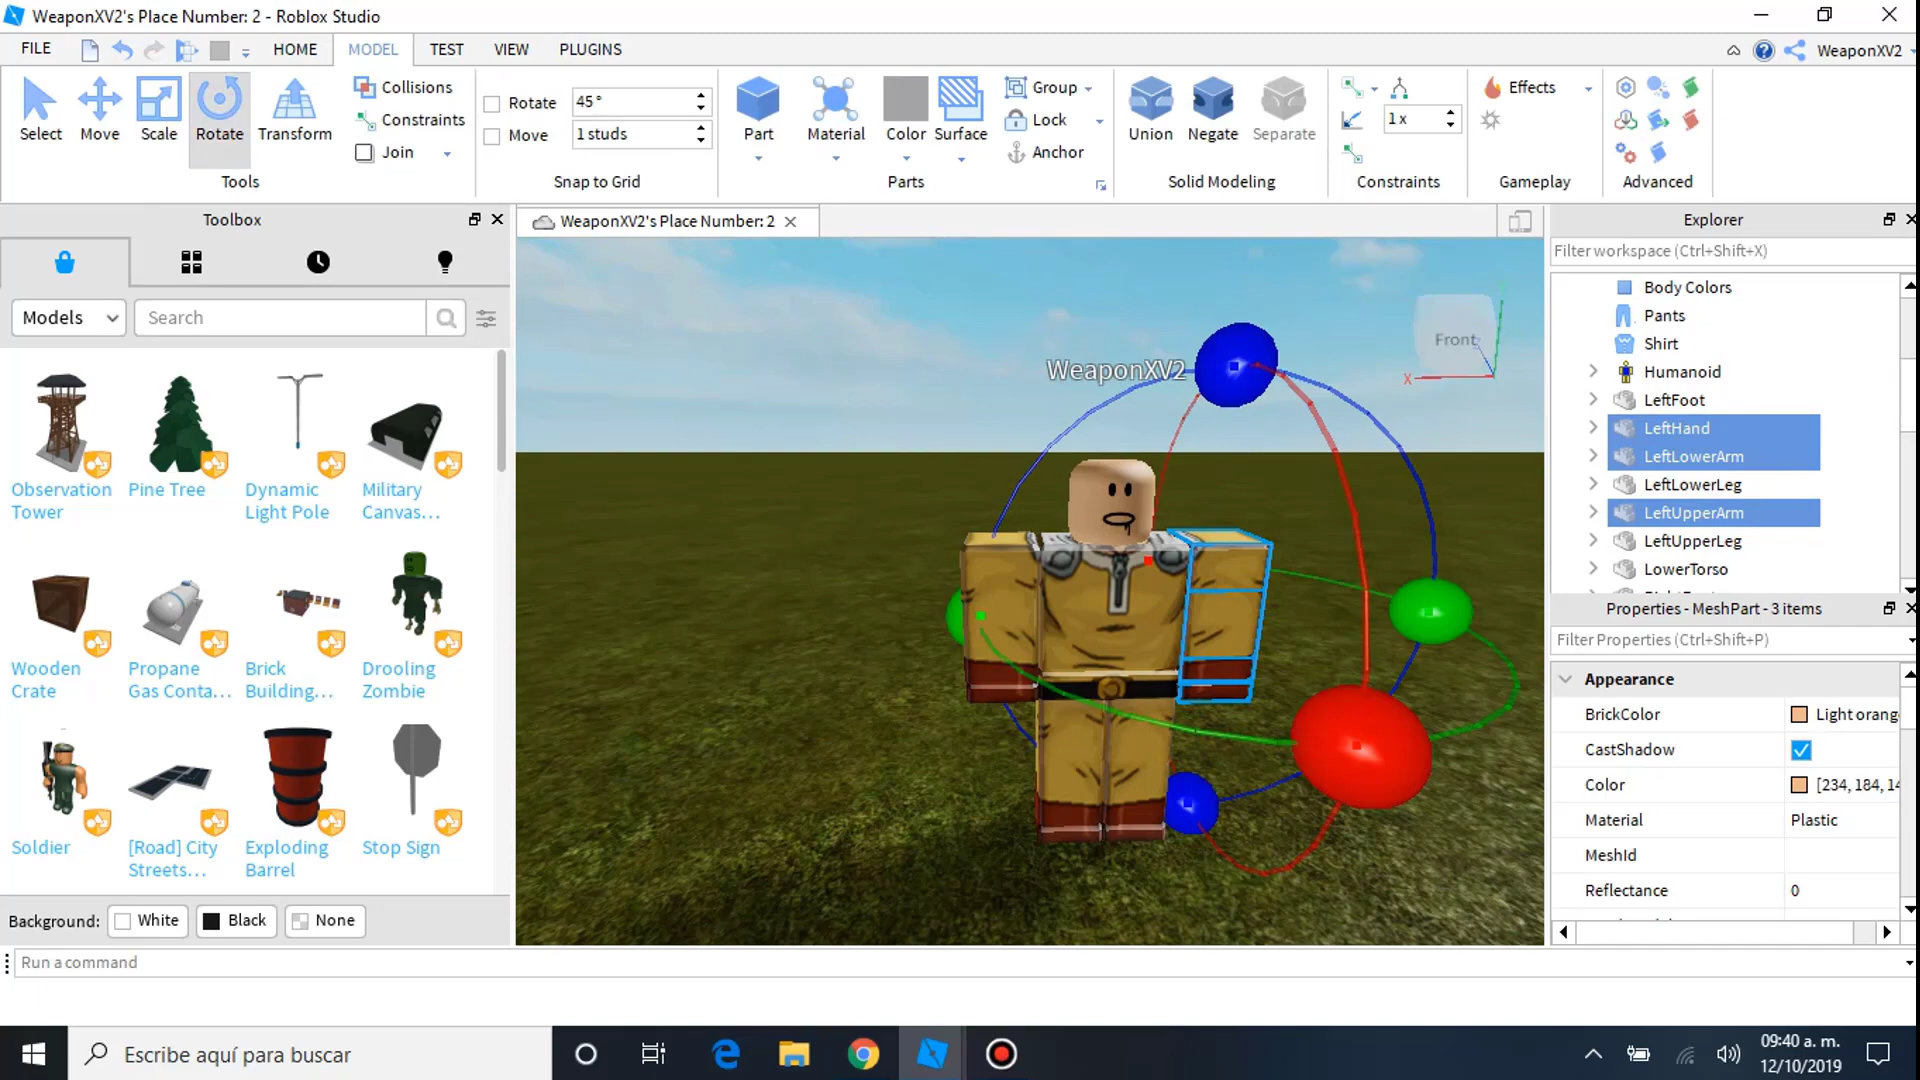 WeaponXV2's Place Number: 2 - Roblox Studio
FILE
HOME
MODEL
TEST
VIEW
PLUGINS
WeaponXV2
Select
Move
Scale
Rotate
Transform
Collisions
Constraints
Join
Tools
Rotate
45°
Move
1 studs
Snap to Grid
Part
Material
Color
Surface
Group
Lock
Anchor
Parts
Union
Negate
Separate
Solid Modeling
1 x
Constraints
Effects
Gameplay
Advanced
Toolbox
Models
Search
Observation
Tower
Pine Tree
Dynamic
Light Pole
Military
Canvas...
Wooden
Crate
Propane
Gas Conta...
Brick
Building...
Drooling
Zombie
Soldier
[Road] City
Streets...
Exploding
Barrel
Stop Sign
Background:
White
Black
None
WeaponXV2's Place Number: 2
WeaponXV2
Front
X
Explorer
Filter workspace (Ctrl+Shift+X)
Body Colors
Pants
Shirt
Humanoid
LeftFoot
LeftHand
LeftLowerArm
LeftLowerLeg
LeftUpperArm
LeftUpperLeg
LowerTorso
Properties - MeshPart - 3 items
Filter Properties (Ctrl+Shift+P)
Appearance
BrickColor
Light orang
CastShadow
Color
[234, 184, 14
Material
Plastic
MeshId
Reflectance
0
Run a command
Escribe aquí para buscar
09:40 a. m.
12/10/2019